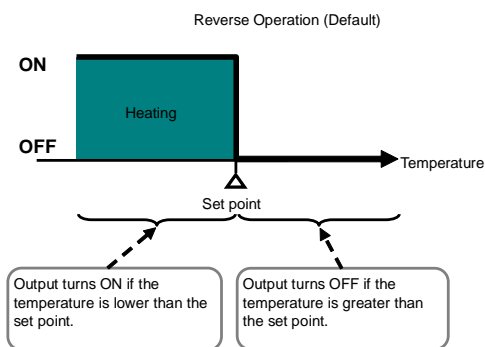 Reverse Operation (Default)
ON
Heating
OFF
Temperature
Set point
Output turns ON if the
temperature is lower than the
set point.
Output turns OFF if the
temperature is greater than
the set point.